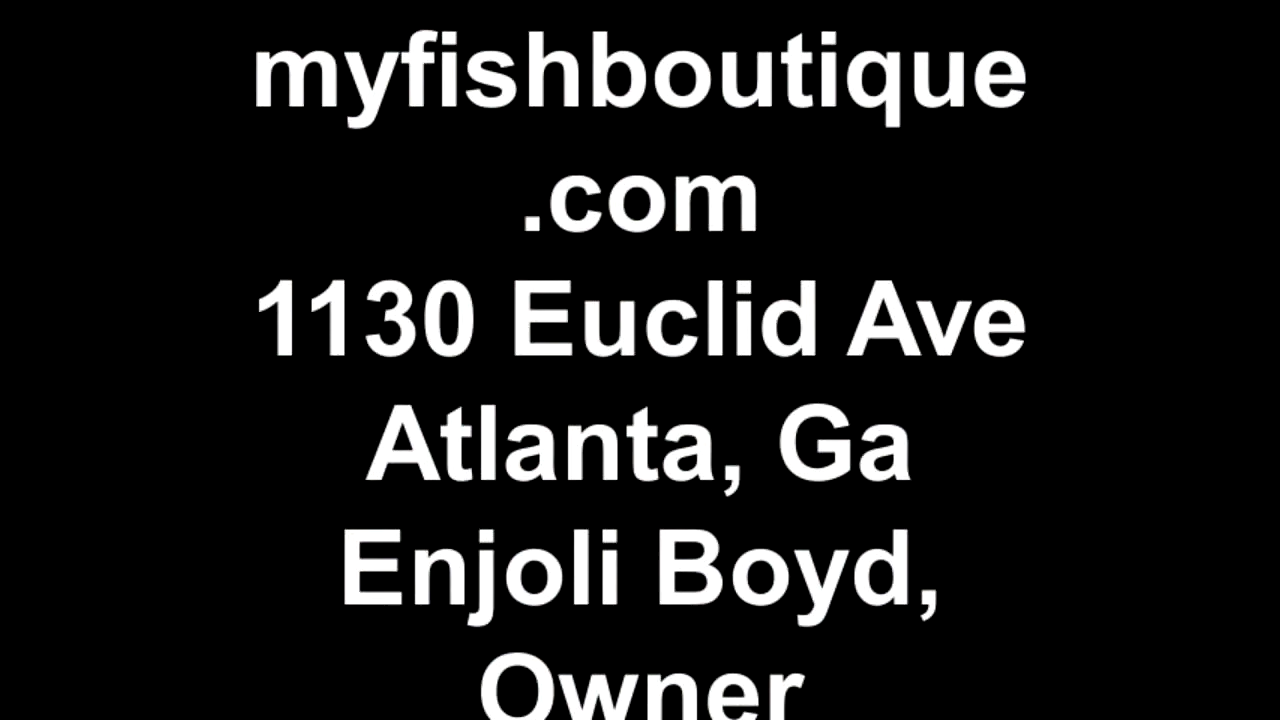 myfishboutique
.com
1130 Euclid Ave
Atlanta, Ga
Enjoli Boyd,
Owner